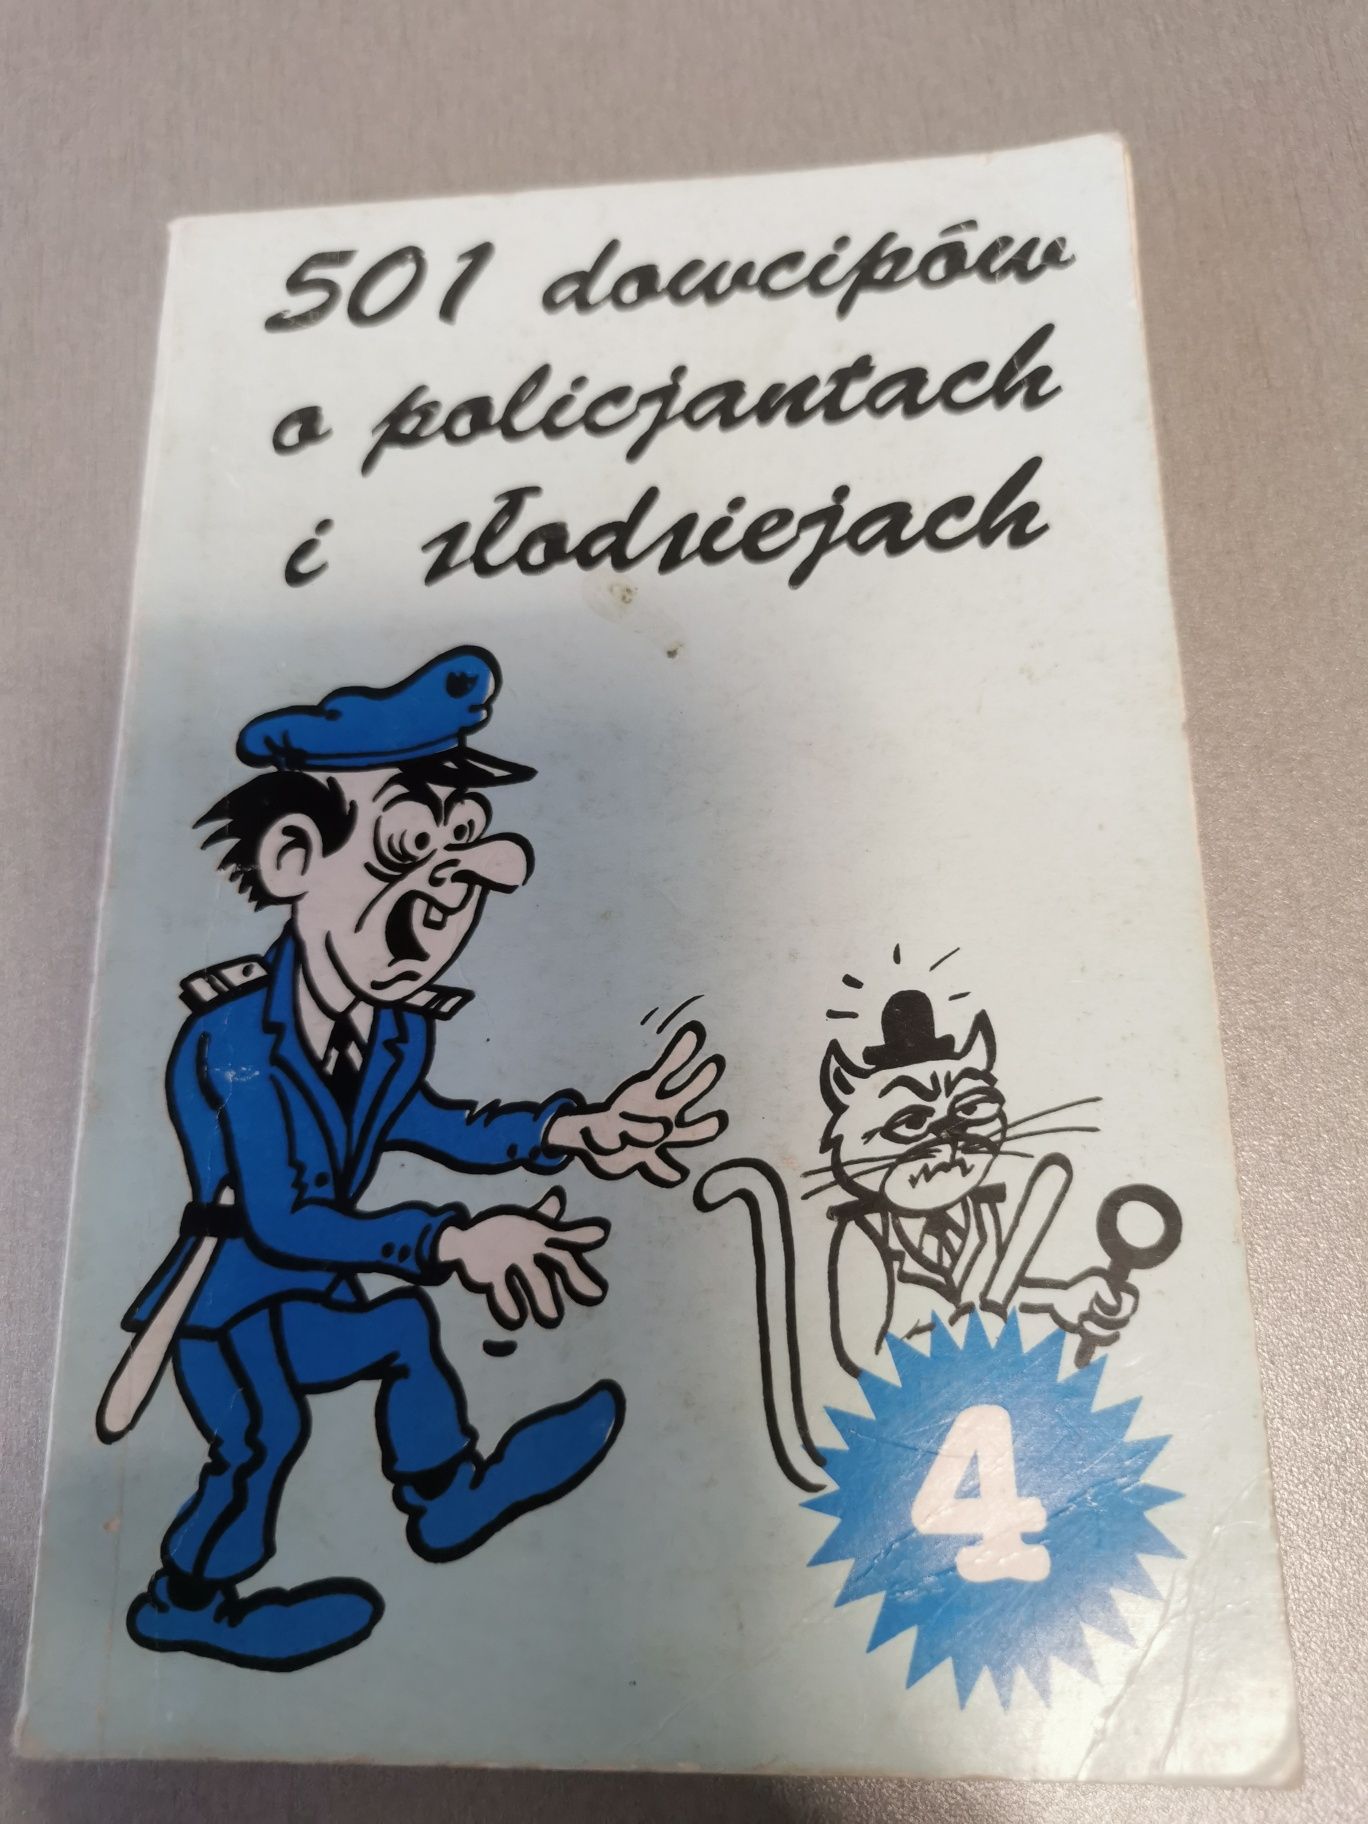 501 dowcipów
o policjantach
i złodziejach
4